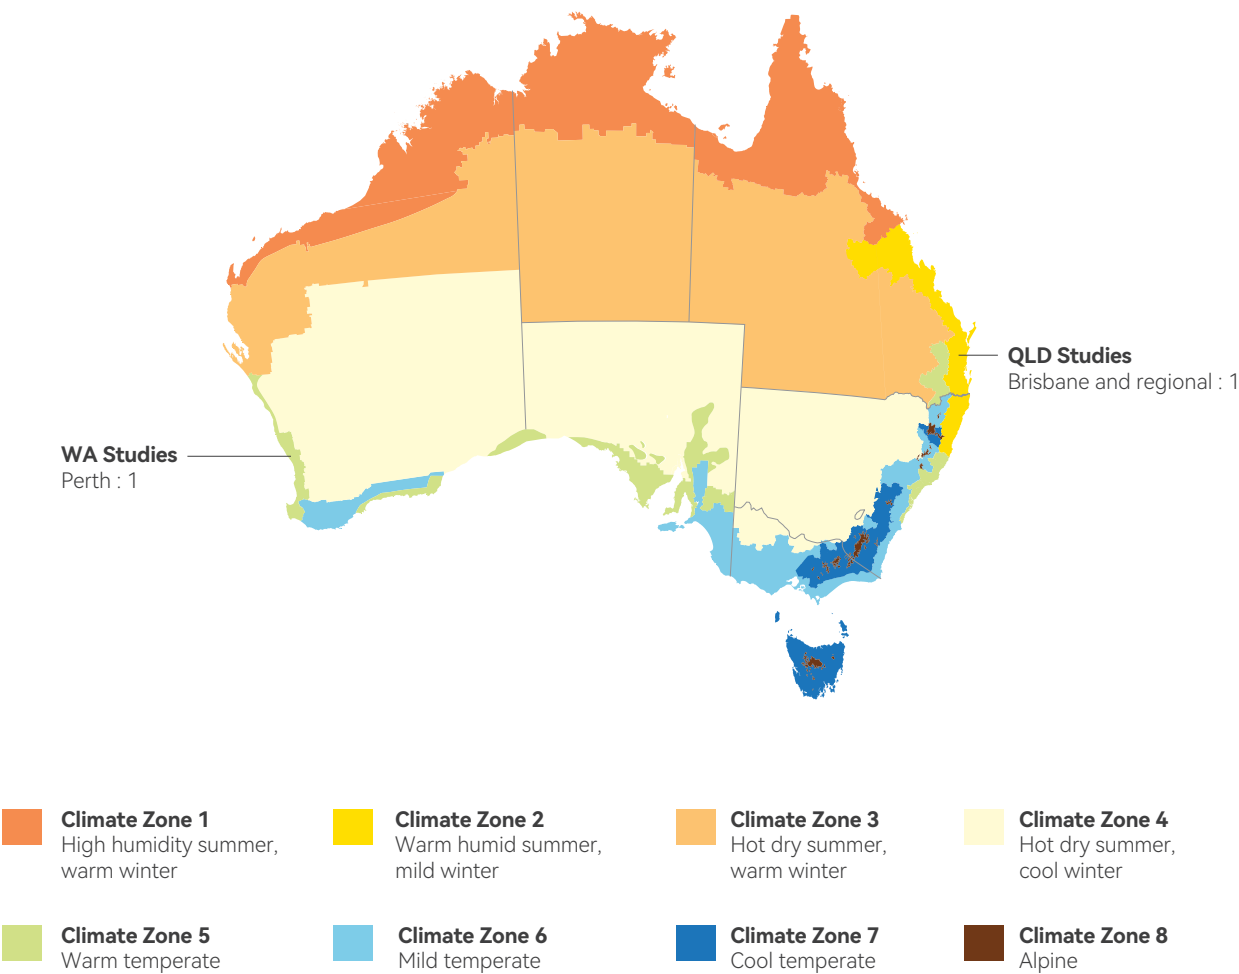 QLD Studies
Brisbane and regional : 1
WA Studies
Perth : 1
Climate Zone 1
High humidity summer,
warm winter
Climate Zone 2
Warm humid summer,
mild winter
Climate Zone 3
Hot dry summer,
warm winter
Climate Zone 4
Hot dry summer,
cool winter
Climate Zone 5
Warm temperate
Climate Zone 6
Mild temperate
Climate Zone 7
Cool temperate
Climate Zone 8
Alpine